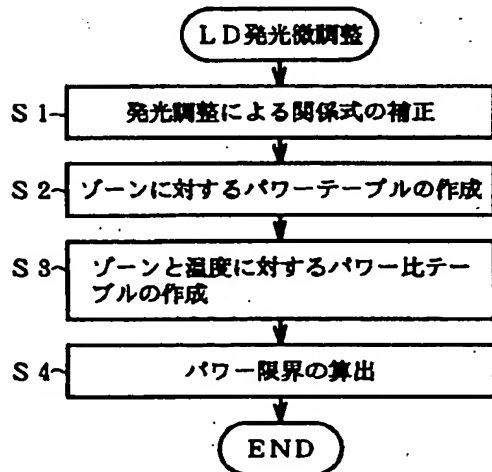 LD発光微調整
S1 発光調整による関係式の補正
S2 ゾーンに対するパワーテーブルの作成
S3 ゾーンと温度に対するパワー比テー
ブルの作成
S4 パワー限界の算出
END